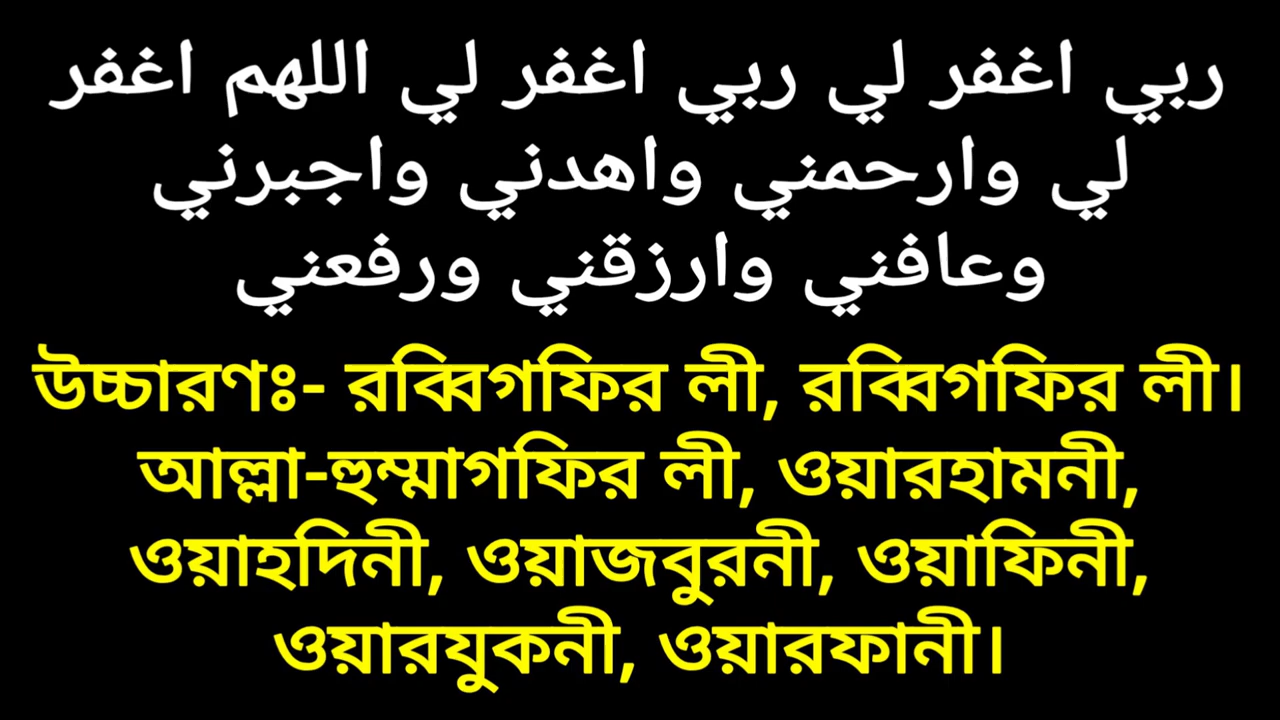 ربي اغفر لي ربي اغفر لي اللهم اغفر
لي وارحمني واهدني واجبرني
وعافني وارزقني ورفعني
উচ্চারণঃ- রব্বিগফির লী, রব্বিগফির লী।
আল্লা-হুম্মাগফির লী, ওয়ারহামনী,
ওয়াহদিনী, ওয়াজবুরনী, ওয়াফিনী,
ওয়ারযুকনী, ওয়ারফানী।